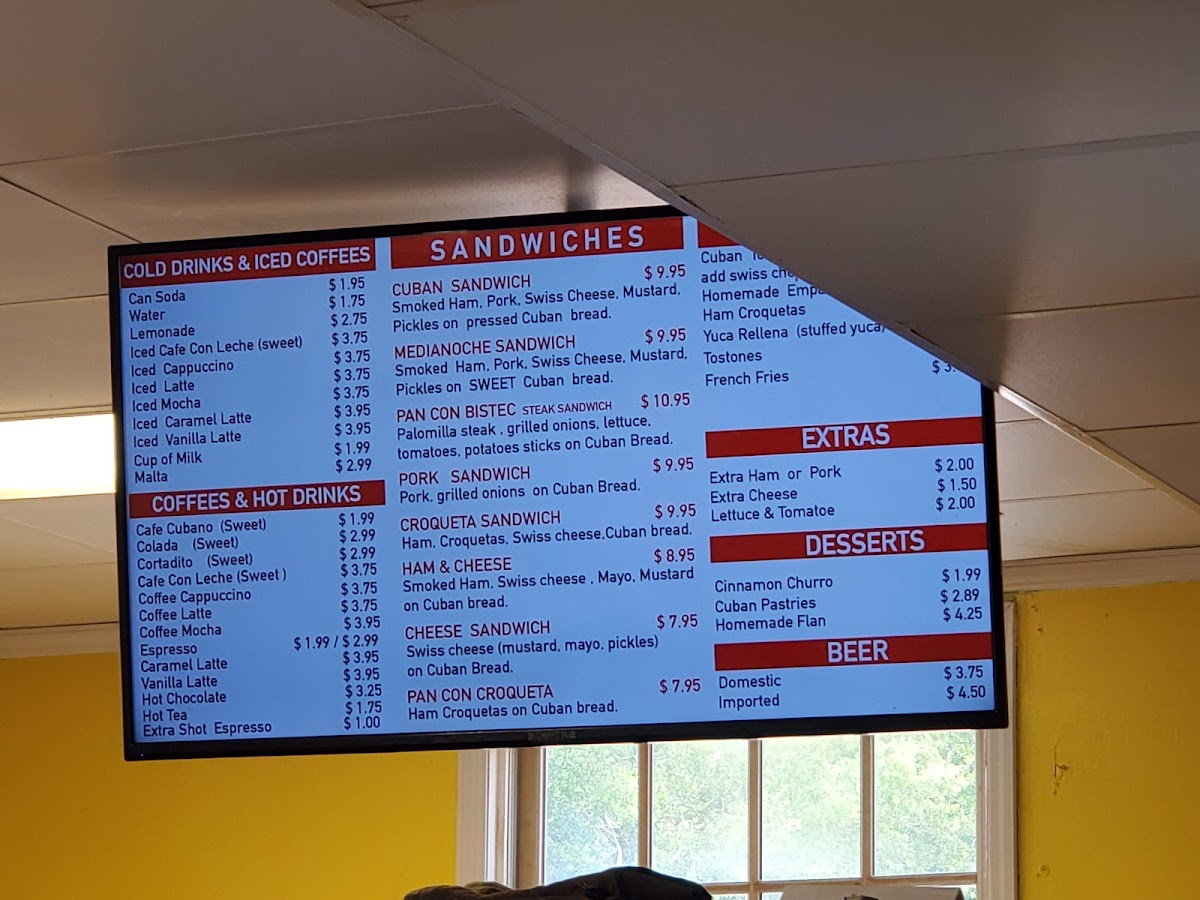 COLD DRINKS & ICED COFFEES
Can Soda $ 1.95
Water $ 1.75
Lemonade $ 2.75
Iced Cafe Con Leche (sweet) $ 3.75
Iced Cappuccino $ 3.75
Iced Latte $ 3.75
Iced Mocha $ 3.75
Iced Caramel Latte $ 3.95
Iced Vanilla Latte $ 3.95
Cup of Milk $ 1.99
Malta $ 2.99
COFFEES & HOT DRINKS
Cafe Cubano (Sweet) $ 1.99
Colada (Sweet) $ 2.99
Cortadito (Sweet) $ 2.99
Cafe Con Leche (Sweet ) $ 3.75
Coffee Cappuccino $ 3.75
Coffee Latte $ 3.75
Coffee Mocha $ 3.95
Espresso $ 1.99 / $ 2.99
Caramel Latte $ 3.95
Vanilla Latte $ 3.95
Hot Chocolate $ 3.25
Hot Tea $ 1.75
Extra Shot Espresso $ 1.00
SANDWICHES
CUBAN SANDWICH $ 9.95
Smoked Ham, Pork, Swiss Cheese, Mustard,
Pickles on pressed Cuban bread.
MEDIANOCHE SANDWICH $ 9.95
Smoked Ham, Pork, Swiss Cheese, Mustard,
Pickles on SWEET Cuban bread.
PAN CON BISTEC STEAK SANDWICH $ 10.95
Palomilla steak , grilled onions, lettuce,
tomatoes, potatoes sticks on Cuban Bread.
PORK SANDWICH $ 9.95
Pork, grilled onions on Cuban Bread.
CROQUETA SANDWICH $ 9.95
Ham, Croquetas, Swiss cheese,Cuban bread.
HAM & CHEESE $ 8.95
Smoked Ham, Swiss cheese , Mayo, Mustard
on Cuban bread.
CHEESE SANDWICH $ 7.95
Swiss cheese (mustard, mayo, pickles)
on Cuban Bread.
PAN CON CROQUETA $ 7.95
Ham Croquetas on Cuban bread.
Cuban
add swiss
Homemade
Ham Croquetas
Yuca Rellena (stuffed yuca)
Tostones
French Fries
EXTRAS
Extra Ham or Pork $ 2.00
Extra Cheese $ 1.50
Lettuce & Tomatoe $ 2.00
DESSERTS
Cinnamon Churro $ 1.99
Cuban Pastries $ 2.89
Homemade Flan $ 4.25
BEER
Domestic $ 3.75
Imported $ 4.50